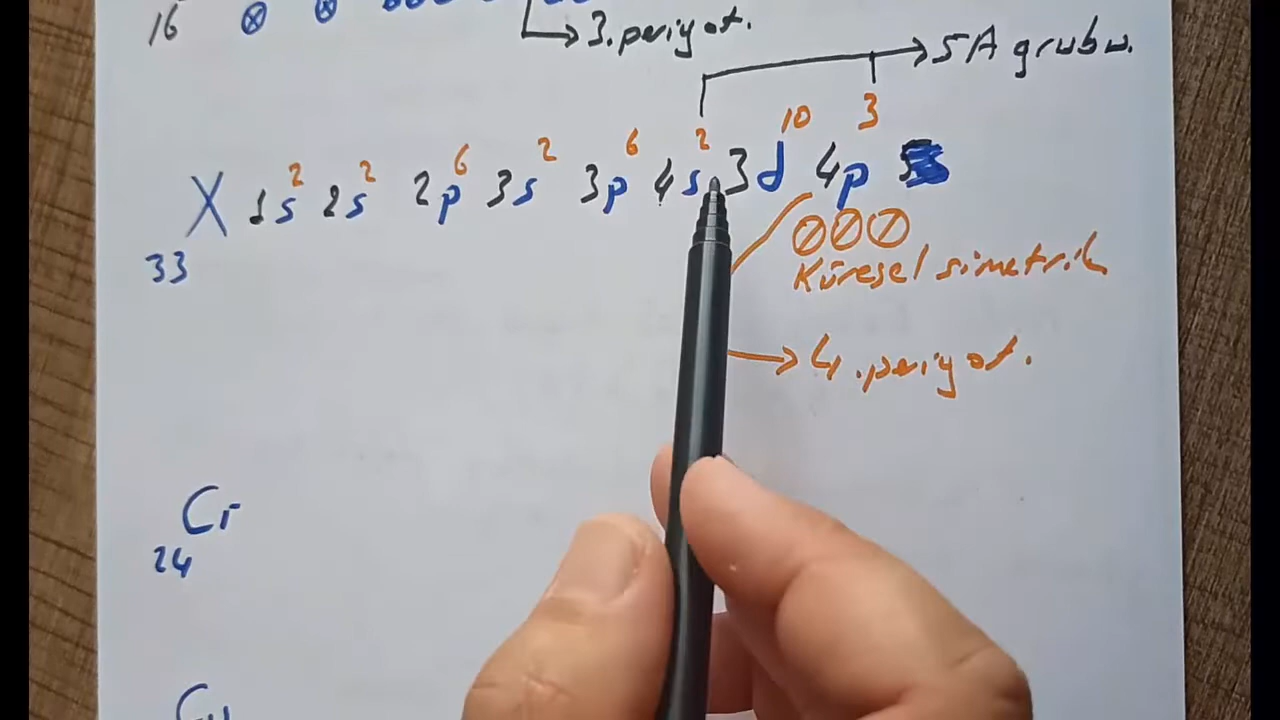 16
3.periyot.
5A grubu.
X 1s² 2s² 2p⁶ 3s² 3p⁶ 4s² 3d¹⁰ 4p³
33
Küresel simetrik
4.periyot.
Cr
24
Cu